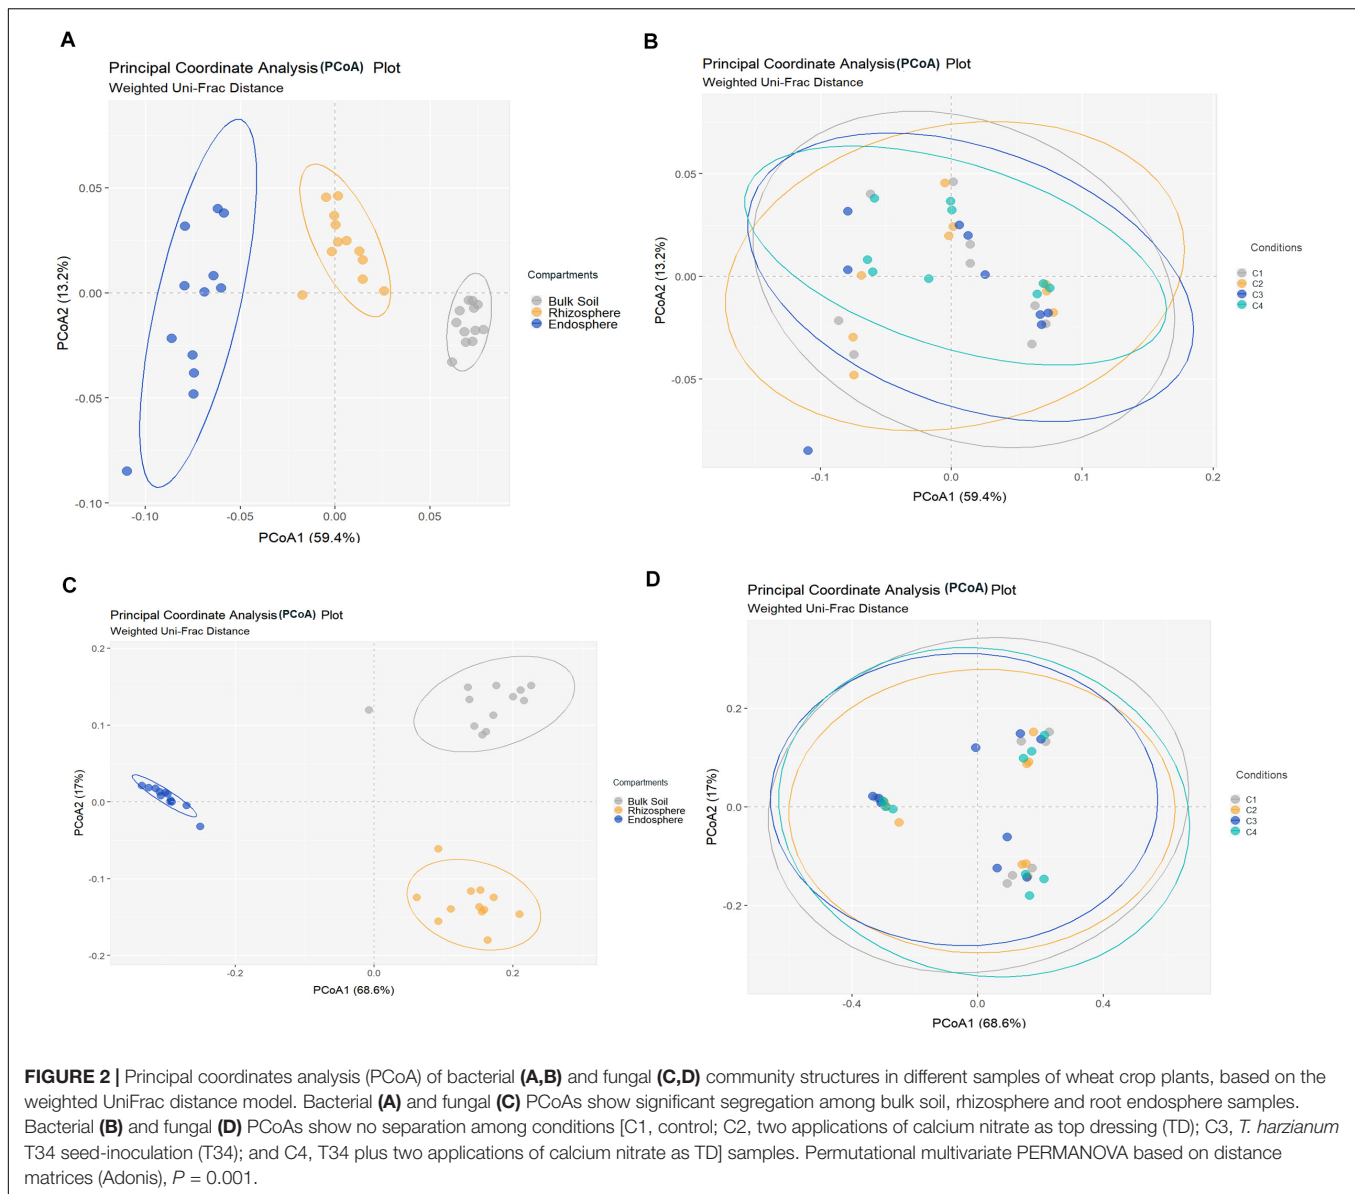 A
Principal Coordinate Analysis(PCoA) Plot
Weighted Uni-Frac Distance
0.05
0.00
-0.05
-0.10
PCoA2 (13.2%)
-0.10 -0.05 0.00 0.05
PCoA1 (59.4%)
Compartments
Bulk Soil
Rhizosphere
Endosphere
B
Principal Coordinate Analysis(PCoA) Plot
Weighted Uni-Frac Distance
0.05
0.00
-0.05
PCoA2 (13.2%)
-0.1 0.0 0.1 0.2
PCoA1 (59.4%)
Conditions
C1
C2
C3
C4
C
Principal Coordinate Analysis(PCoA) Plot
Weighted Uni-Frac Distance
0.2
0.1
0.0
-0.1
-0.2
PCoA2 (17%)
-0.2 0.0 0.2
PCoA1 (68.6%)
Compartments
Bulk Soil
Rhizosphere
Endosphere
D
Principal Coordinate Analysis (PCoA) Plot
Weighted Uni-Frac Distance
0.2
0.0
-0.2
PCoA2 (17%)
-0.4 0.0 0.4
PCoA1 (68.6%)
Conditions
C1
C2
C3
C4
FIGURE 2 | Principal coordinates analysis (PCoA) of bacterial (A,B) and fungal (C,D) community structures in different samples of wheat crop plants, based on the
weighted UniFrac distance model. Bacterial (A) and fungal (C) PCoAs show significant segregation among bulk soil, rhizosphere and root endosphere samples.
Bacterial (B) and fungal (D) PCoAs show no separation among conditions [C1, control; C2, two applications of calcium nitrate as top dressing (TD); C3, T. harzianum
T34 seed-inoculation (T34); and C4, T34 plus two applications of calcium nitrate as TD] samples. Permutational multivariate PERMANOVA based on distance
matrices (Adonis), P = 0.001.